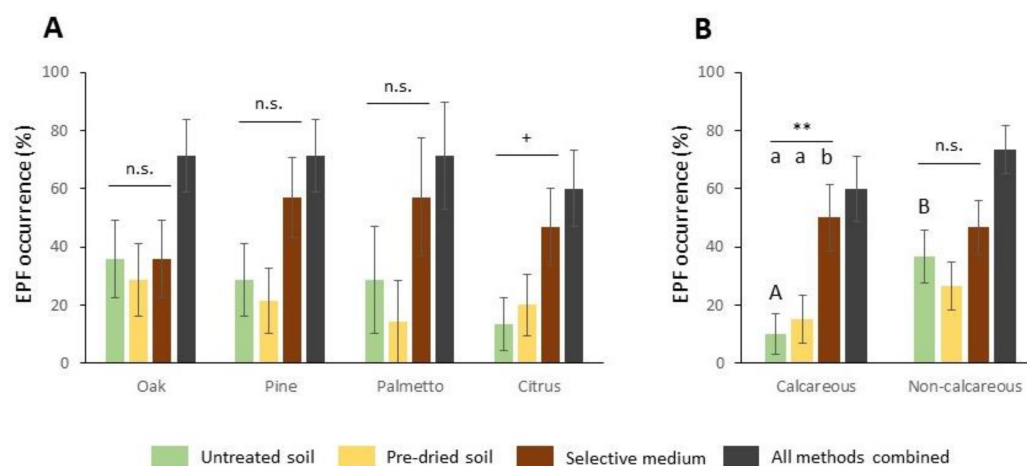 A
EPF occurrence (%)
100
80
60
40
20
0
n.s.
n.s.
n.s.
+
Oak
Pine
Palmetto
Citrus
B
EPF occurrence (%)
100
80
60
40
20
0
**
a a b
A
n.s.
B
Calcareous
Non-calcareous
Untreated soil
Pre-dried soil
Selective medium
All methods combined